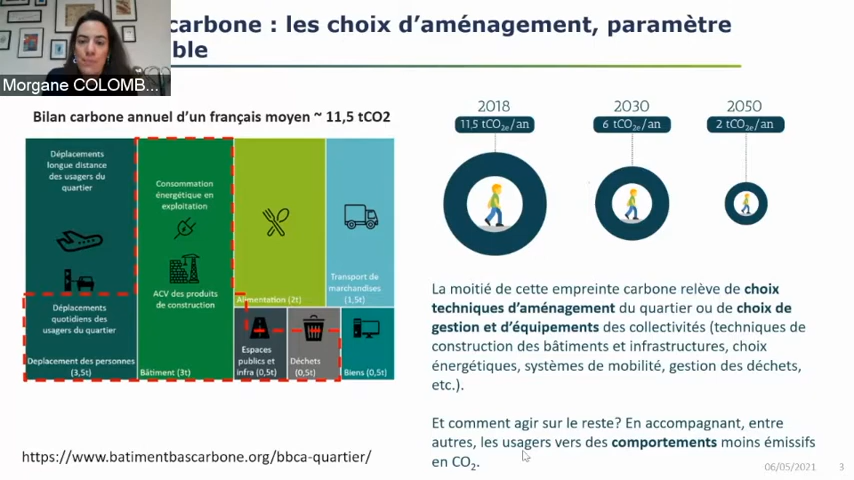 carbone : les choix d’aménagement, paramètre
ble
Morgane COLOMB...
Bilan carbone annuel d’un français moyen ~ 11,5 tCO2
Déplacements
longue distance
des usagers du
quartier
Déplacements
quotidiens des
usagers du quartier
Deplacement des personnes
(3,5t)
Consommation
énergétique en
exploitation
ACV des produits
de construction
Bâtiment (3t)
Alimentation (2t)
Transport de
marchandises
(1,5t)
Espaces
publics et
infra (0,5t)
Déchets
(0,5t)
Biens (0,5t)
https://www.batimentbascarbone.org/bbca-quartier/
2018
11,5 tCO2e/an
2030
6 tCO2e/an
2050
2 tCO2e/an
La moitié de cette empreinte carbone relève de choix
techniques d’aménagement du quartier ou de choix de
gestion et d’équipements des collectivités (techniques de
construction des bâtiments et infrastructures, choix
énergétiques, systèmes de mobilité, gestion des déchets,
etc.).
Et comment agir sur le reste? En accompagnant, entre
autres, les usagers vers des comportements moins émissifs
en CO2.
06/05/2021
3